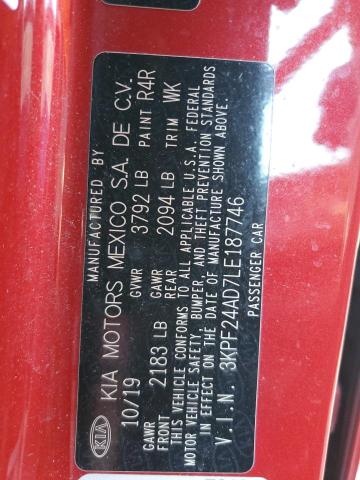 MANUFACTURED BY
KIA KIA MOTORS MEXICO S.A. DE C.V.
10/19 GVWR 3792 LB PAINT R4R
GAWR FRONT 2183 LB GAWR REAR 2094 LB TRIM WK
THIS VEHICLE CONFORMS TO ALL APPLICABLE U.S.A. FEDERAL
MOTOR VEHICLE SAFETY, BUMPER, AND THEFT PREVENTION STANDARDS
IN EFFECT ON THE DATE OF MANUFACTURE SHOWN ABOVE.
V.I.N. 3KPF24AD7LE187746
PASSENGER CAR